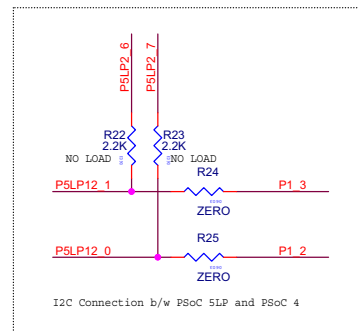 P5LP2_6
P5LP2_7
R22
2.2K
NO LOAD
R23
2.2K
NO LOAD
R24
P5LP12_1
P1_3
ZERO
R25
P5LP12_0
P1_2
ZERO
I2C Connection b/w PSoC 5LP and PSoC 4